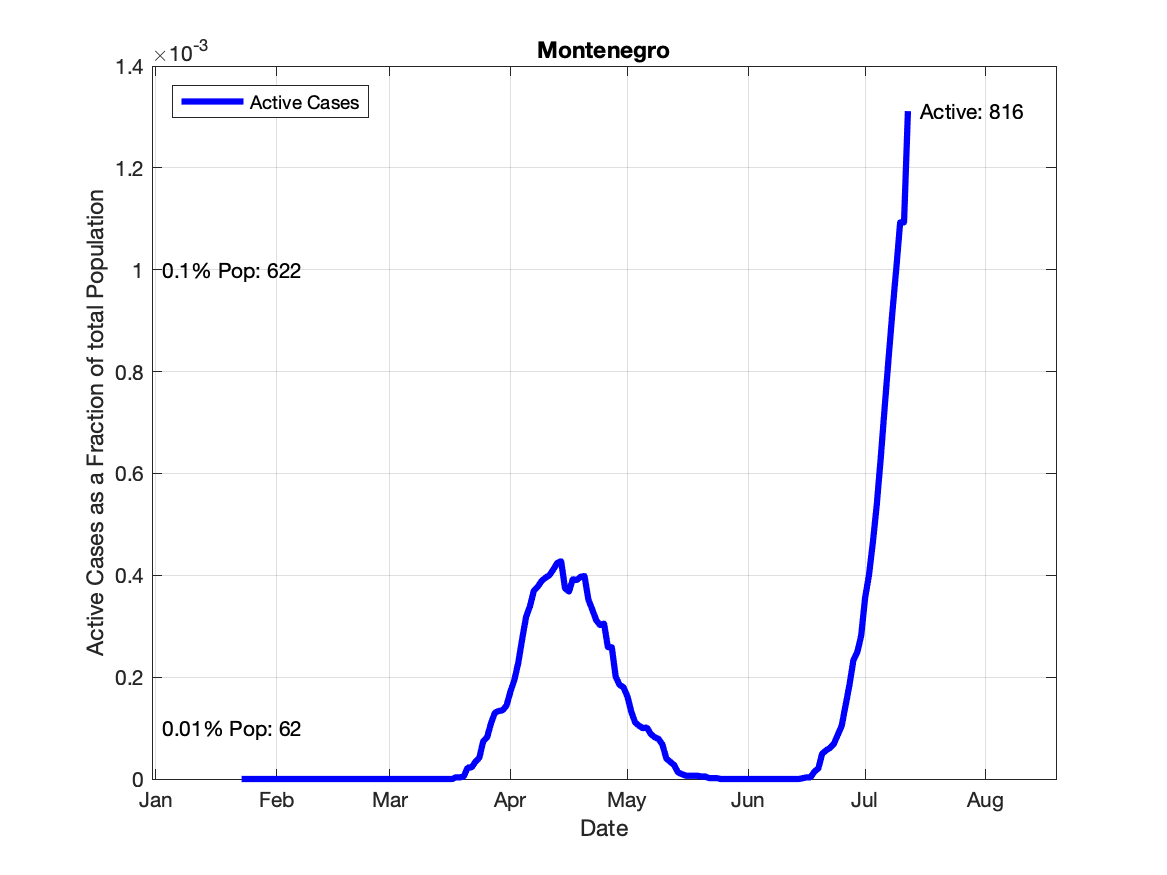 Montenegro
×10-3
1.4
1.2
1
0.8
0.6
0.4
0.2
0
Active Cases as a Fraction of total Population
Active Cases
Active: 816
0.1% Pop: 622
0.01% Pop: 62
Jan Feb Mar Apr May Jun Jul Aug
Date